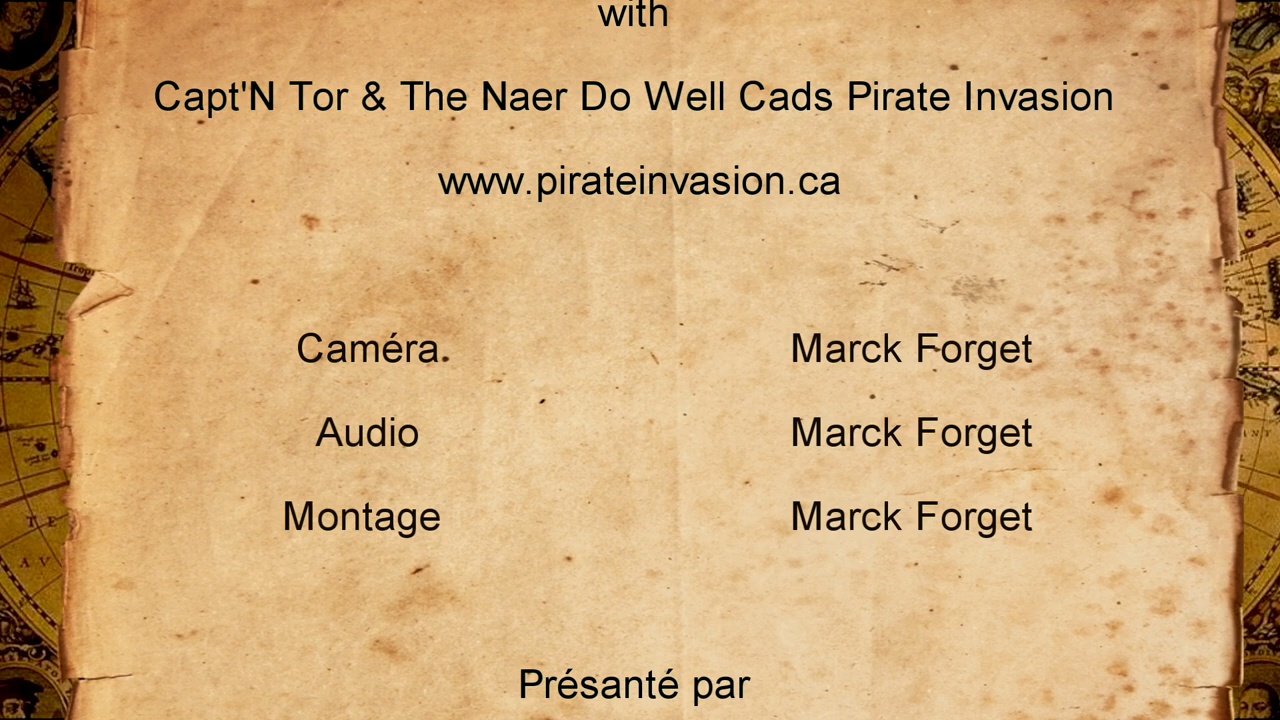 with
Capt'N Tor & The Naer Do Well Cads Pirate Invasion
www.pirateinvasion.ca
Caméra Marck Forget
Audio Marck Forget
Montage Marck Forget
Présanté par